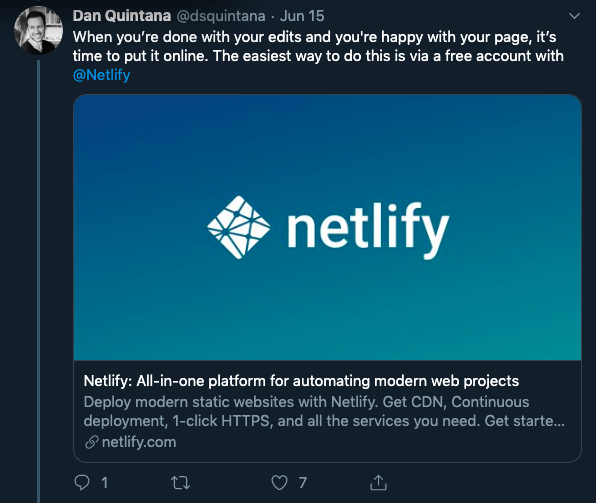 Dan Quintana @dsquintana · Jun 15
When you’re done with your edits and you're happy with your page, it’s
time to put it online. The easiest way to do this is via a free account with
@Netlify
netlify
Netlify: All-in-one platform for automating modern web projects
Deploy modern static websites with Netlify. Get CDN, Continuous
deployment, 1-click HTTPS, and all the services you need. Get starte...
netlify.com
1
7